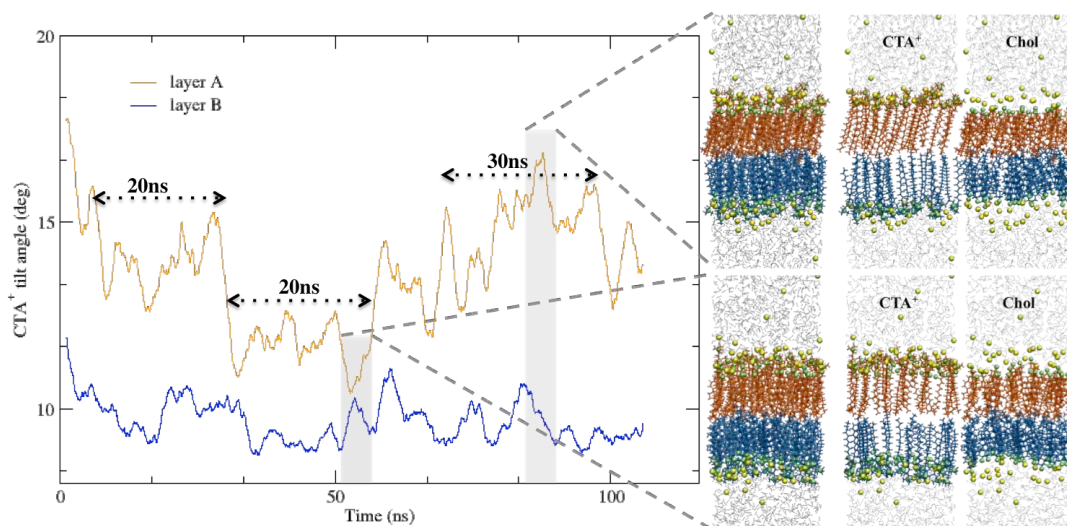 20
layer A
layer B
20ns
30ns
15
20ns
10
CTA+ tilt angle (deg)
0
50
100
Time (ns)
CTA+
Chol
CTA+
Chol